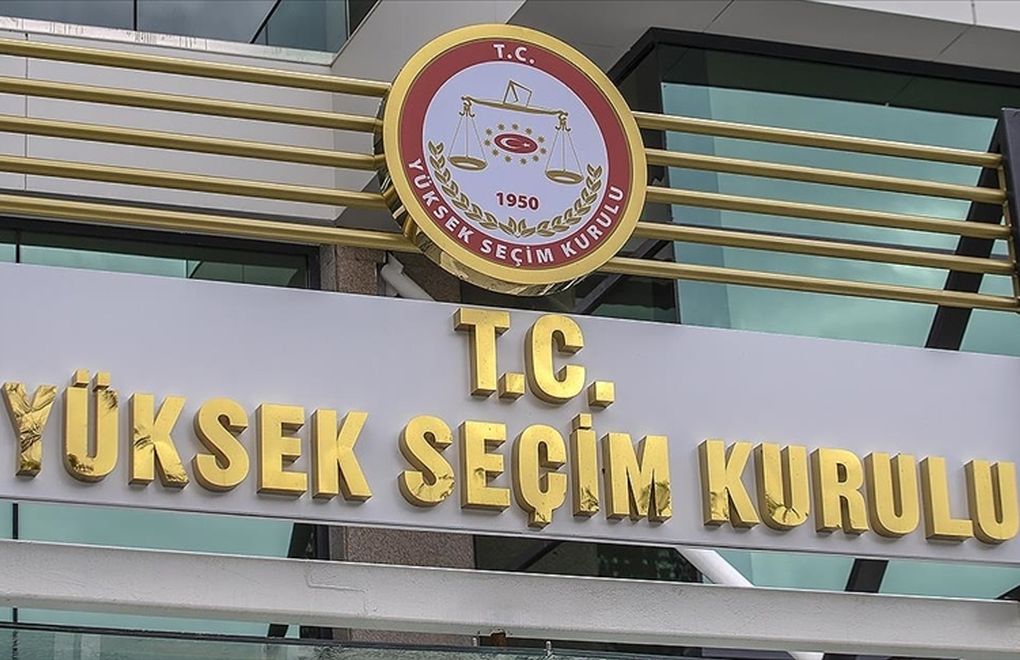 T.C.
1950
YÜKSEK SEÇİM KURULU
T.C.
YÜKSEK SEÇİM KURULU